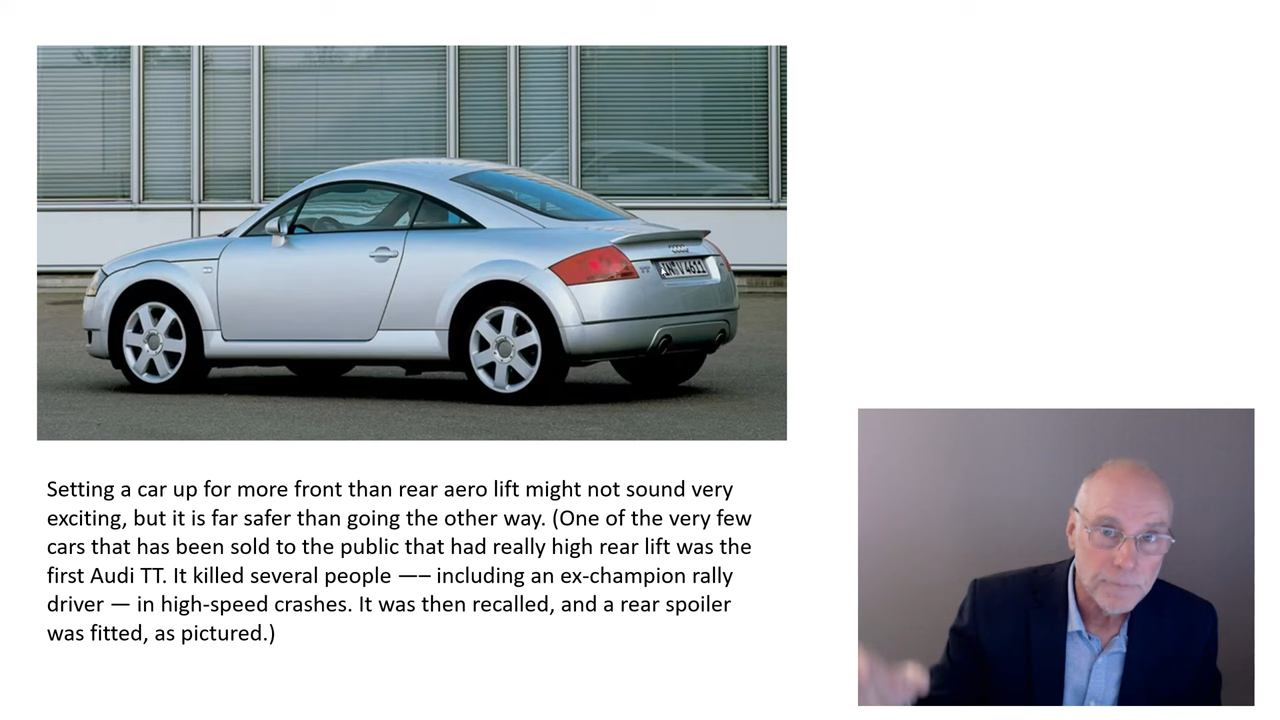 TT
IN·V 4611
Setting a car up for more front than rear aero lift might not sound very
exciting, but it is far safer than going the other way. (One of the very few
cars that has been sold to the public that had really high rear lift was the
first Audi TT. It killed several people —– including an ex-champion rally
driver — in high-speed crashes. It was then recalled, and a rear spoiler
was fitted, as pictured.)